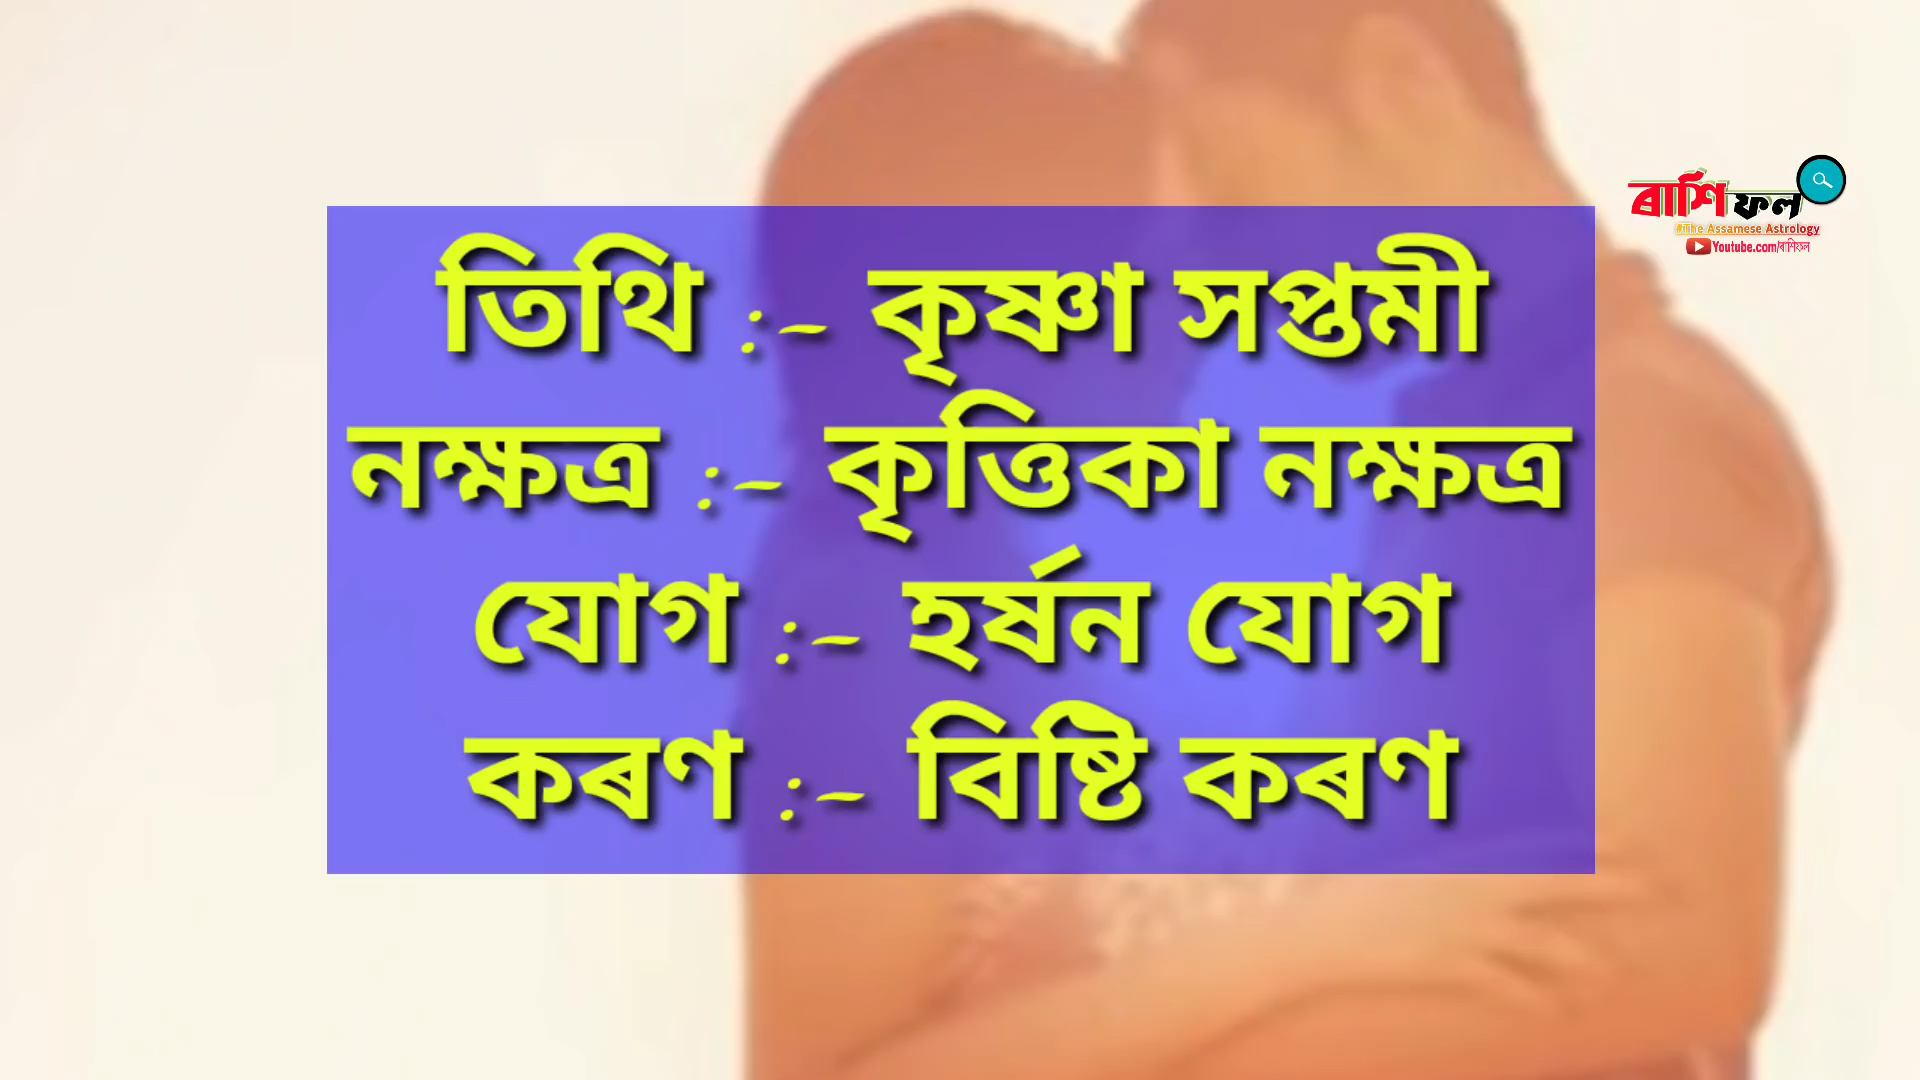 তিথি :- কৃষ্ণা সপ্তমী
নক্ষত্ৰ :- কৃত্তিকা নক্ষত্ৰ
যোগ :- হৰ্ষন যোগ
কৰণ :- বিষ্টি কৰণ
ৰাশি ফল
#The Assamese Astrology
Youtube.com/ৰাশিফল